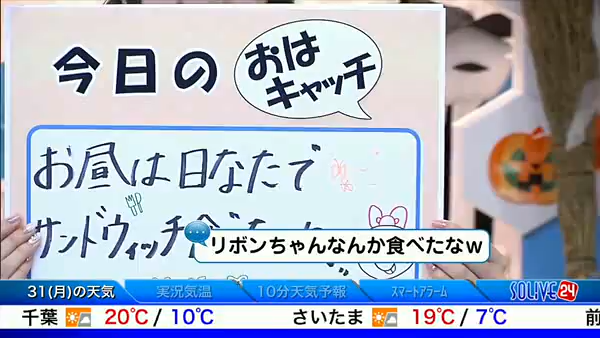 今日の おは
キャッチ
お昼は日なたで
サンドウィッチ
リボンちゃんなんか食べたなw
31(月)の天気 実況気温 10分天気予報 スマートアラーム SOLiVE24
千葉 20℃ / 10℃ さいたま 19℃ / 7℃ 前